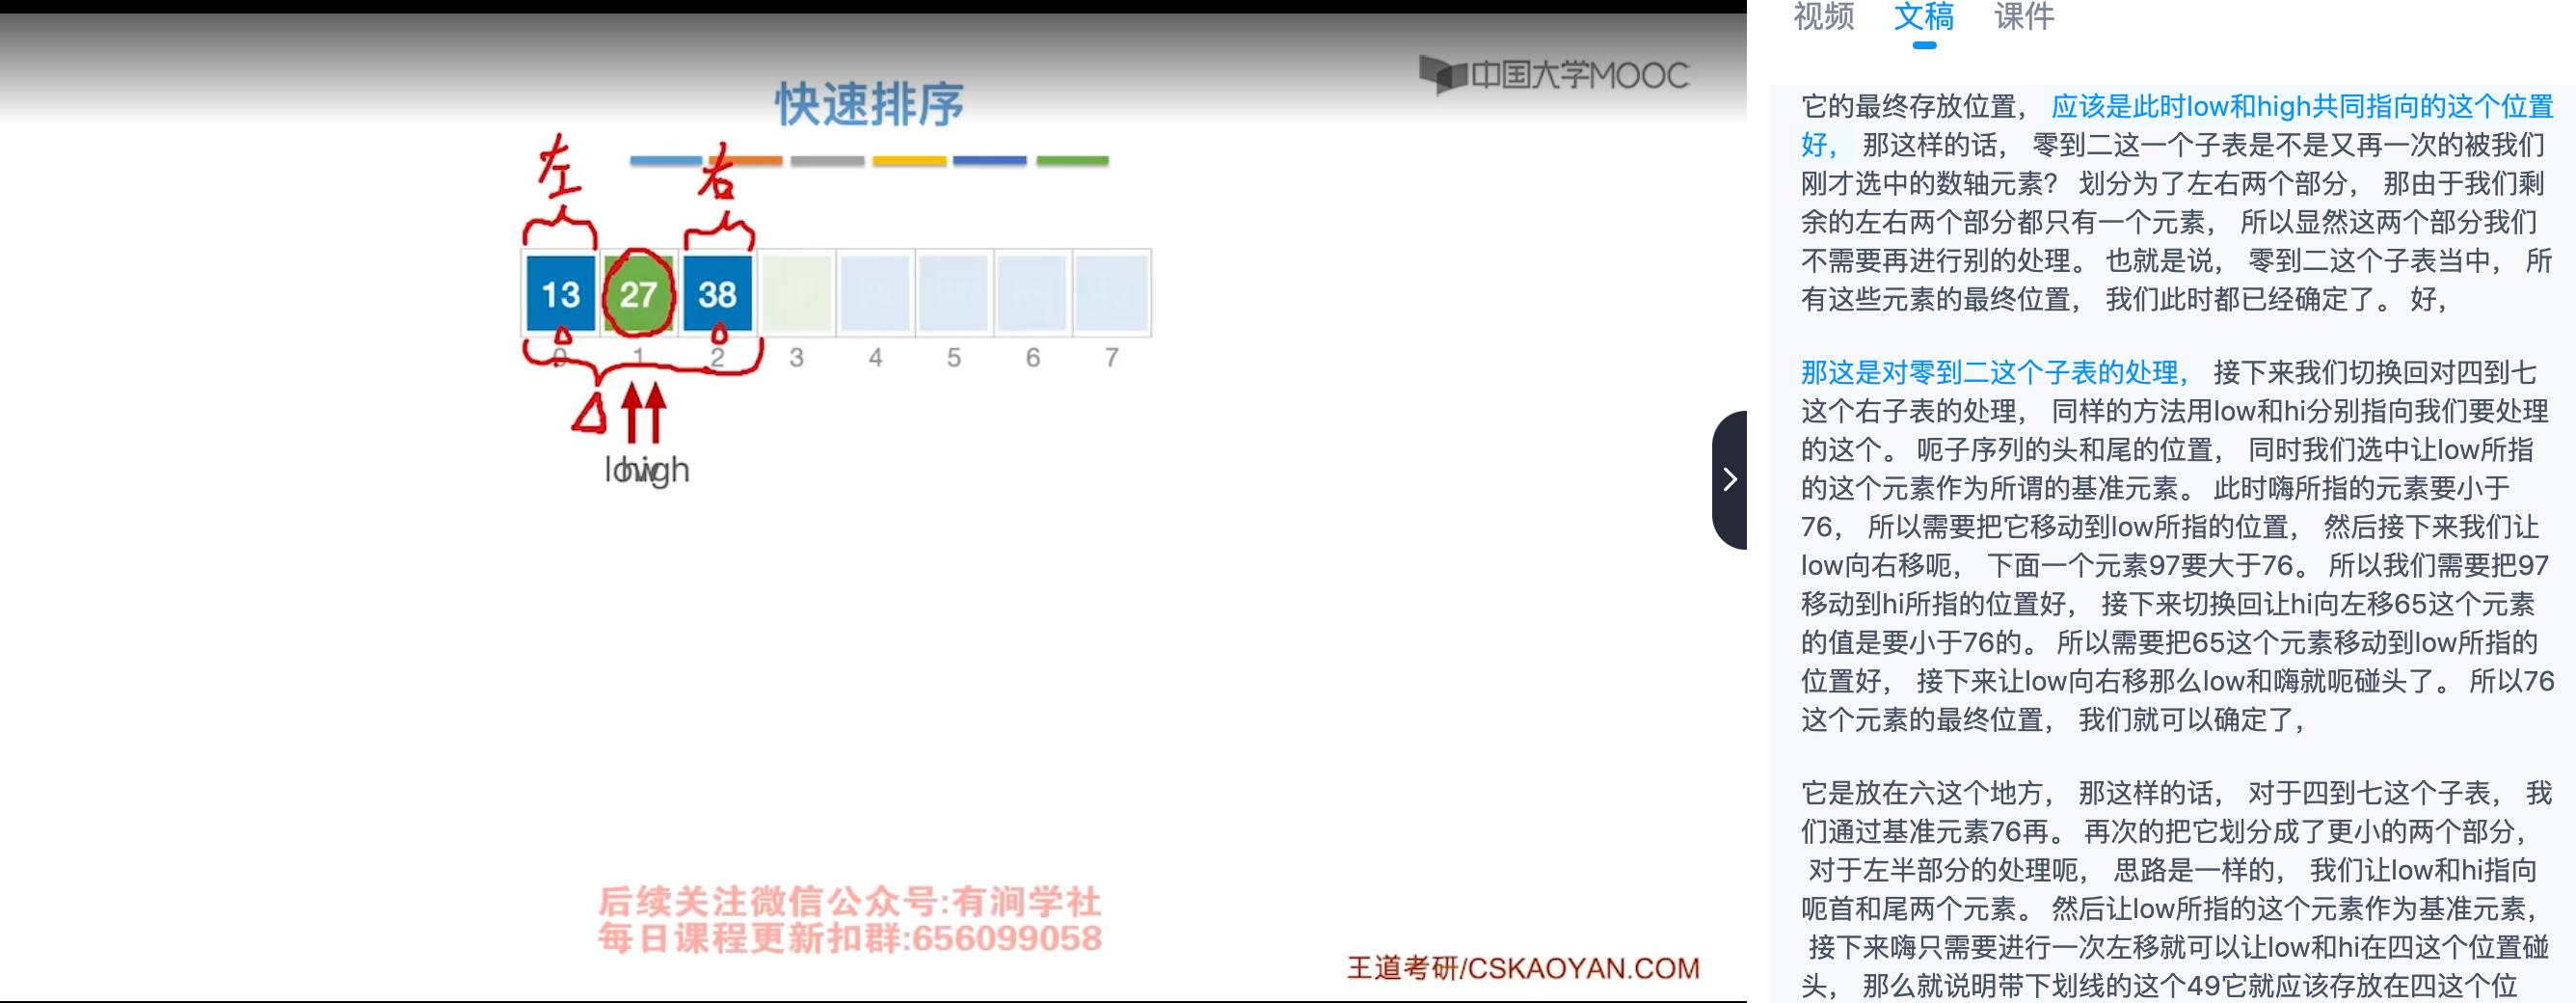 中国大学MOOC
快速排序
左 右
13 27 38
0 1 2 3 4 5 6 7
low high
后续关注微信公众号:有涧学社
每日课程更新扣群:656099058
王道考研/CSKAOYAN.COM
视频 文稿 课件
它的最终存放位置， 应该是此时low和high共同指向的这个位置
好， 那这样的话， 零到二这一个子表是不是又再一次的被我们
刚才选中的数轴元素？ 划分为了左右两个部分， 那由于我们剩
余的左右两个部分都只有一个元素， 所以显然这两个部分我们
不需要再进行别的处理。 也就是说， 零到二这个子表当中， 所
有这些元素的最终位置， 我们此时都已经确定了。 好，
那这是对零到二这个子表的处理， 接下来我们切换回对四到七
这个右子表的处理， 同样的方法用low和hi分别指向我们要处理
的这个。 呃子序列的头和尾的位置， 同时我们选中让low所指
的这个元素作为所谓的基准元素。 此时嗨所指的元素要小于
76， 所以需要把它移动到low所指的位置， 然后接下来我们让
low向右移呃， 下面一个元素97要大于76。 所以我们需要把97
移动到hi所指的位置好， 接下来切换回让hi向左移65这个元素
的值是要小于76的。 所以需要把65这个元素移动到low所指的
位置好， 接下来让low向右移那么low和嗨就呃碰头了。 所以76
这个元素的最终位置， 我们就可以确定了，
它是放在六这个地方， 那这样的话， 对于四到七这个子表， 我
们通过基准元素76再。 再次的把它划分成了更小的两个部分，
对于左半部分的处理呃， 思路是一样的， 我们让low和hi指向
呃首和尾两个元素。 然后让low所指的这个元素作为基准元素，
接下来嗨只需要进行一次左移就可以让low和hi在四这个位置碰
头， 那么就说明带下划线的这个49它就应该存放在四这个位